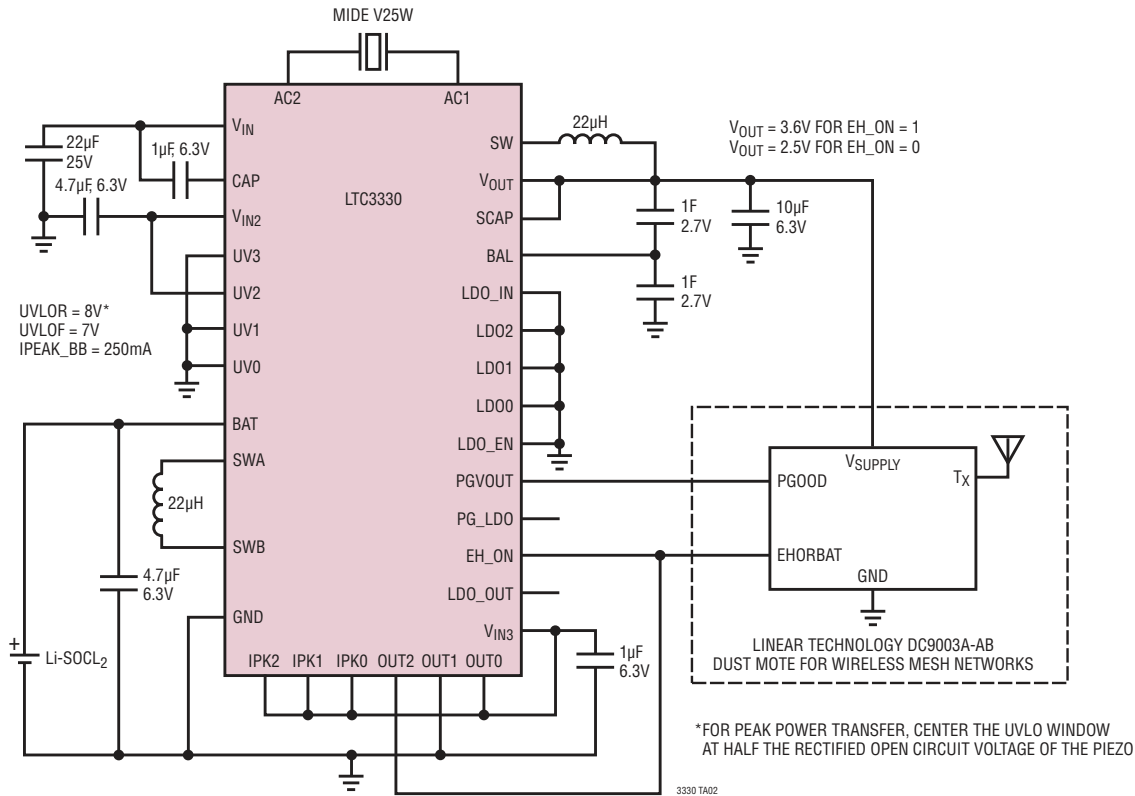 MIDE V25W
AC2
AC1
VIN
CAP
VIN2
UV3
UV2
UV1
UV0
BAT
SWA
SWB
GND
22µF
25V
1µF, 6.3V
4.7µF, 6.3V
UVLOR = 8V*
UVLOF = 7V
IPEAK_BB = 250mA
22µH
4.7µF
6.3V
+
Li-SOCL2
LTC3330
SW
VOUT
SCAP
BAL
LDO_IN
LDO2
LDO1
LDO0
LDO_EN
PGVOUT
PG_LDO
EH_ON
LDO_OUT
VIN3
IPK2 IPK1 IPK0 OUT2 OUT1 OUT0
22µH
VOUT = 3.6V FOR EH_ON = 1
VOUT = 2.5V FOR EH_ON = 0
1F
2.7V
10µF
6.3V
1F
2.7V
1µF
6.3V
VSUPPLY
PGOOD
TX
EHORBAT
GND
LINEAR TECHNOLOGY DC9003A-AB
DUST MOTE FOR WIRELESS MESH NETWORKS
*FOR PEAK POWER TRANSFER, CENTER THE UVLO WINDOW
AT HALF THE RECTIFIED OPEN CIRCUIT VOLTAGE OF THE PIEZO
3330 TA02